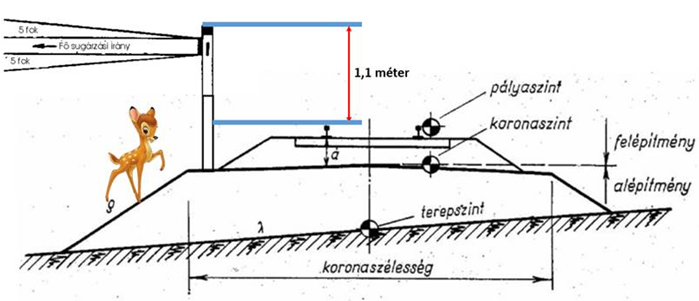 5 fok
Fő sugárzási irány
5 fok
1,1 méter
pályaszint
koronaszint
felépítmény
alépítmény
á
ρ
terepszint
λ
koronaszélesség